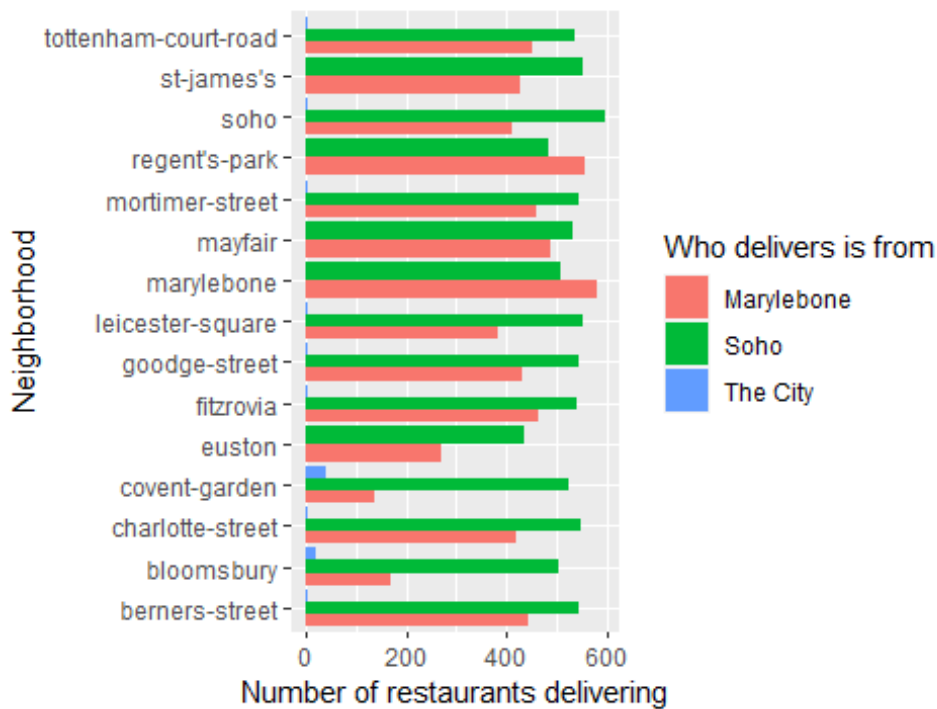 tottenham-court-road
st-james's
soho
regent's-park
mortimer-street
mayfair
marylebone
leicester-square
goodge-street
fitzrovia
euston
covent-garden
charlotte-street
bloomsbury
berners-street
Neighborhood
0 200 400 600
Number of restaurants delivering
Who delivers is from
Marylebone
Soho
The City